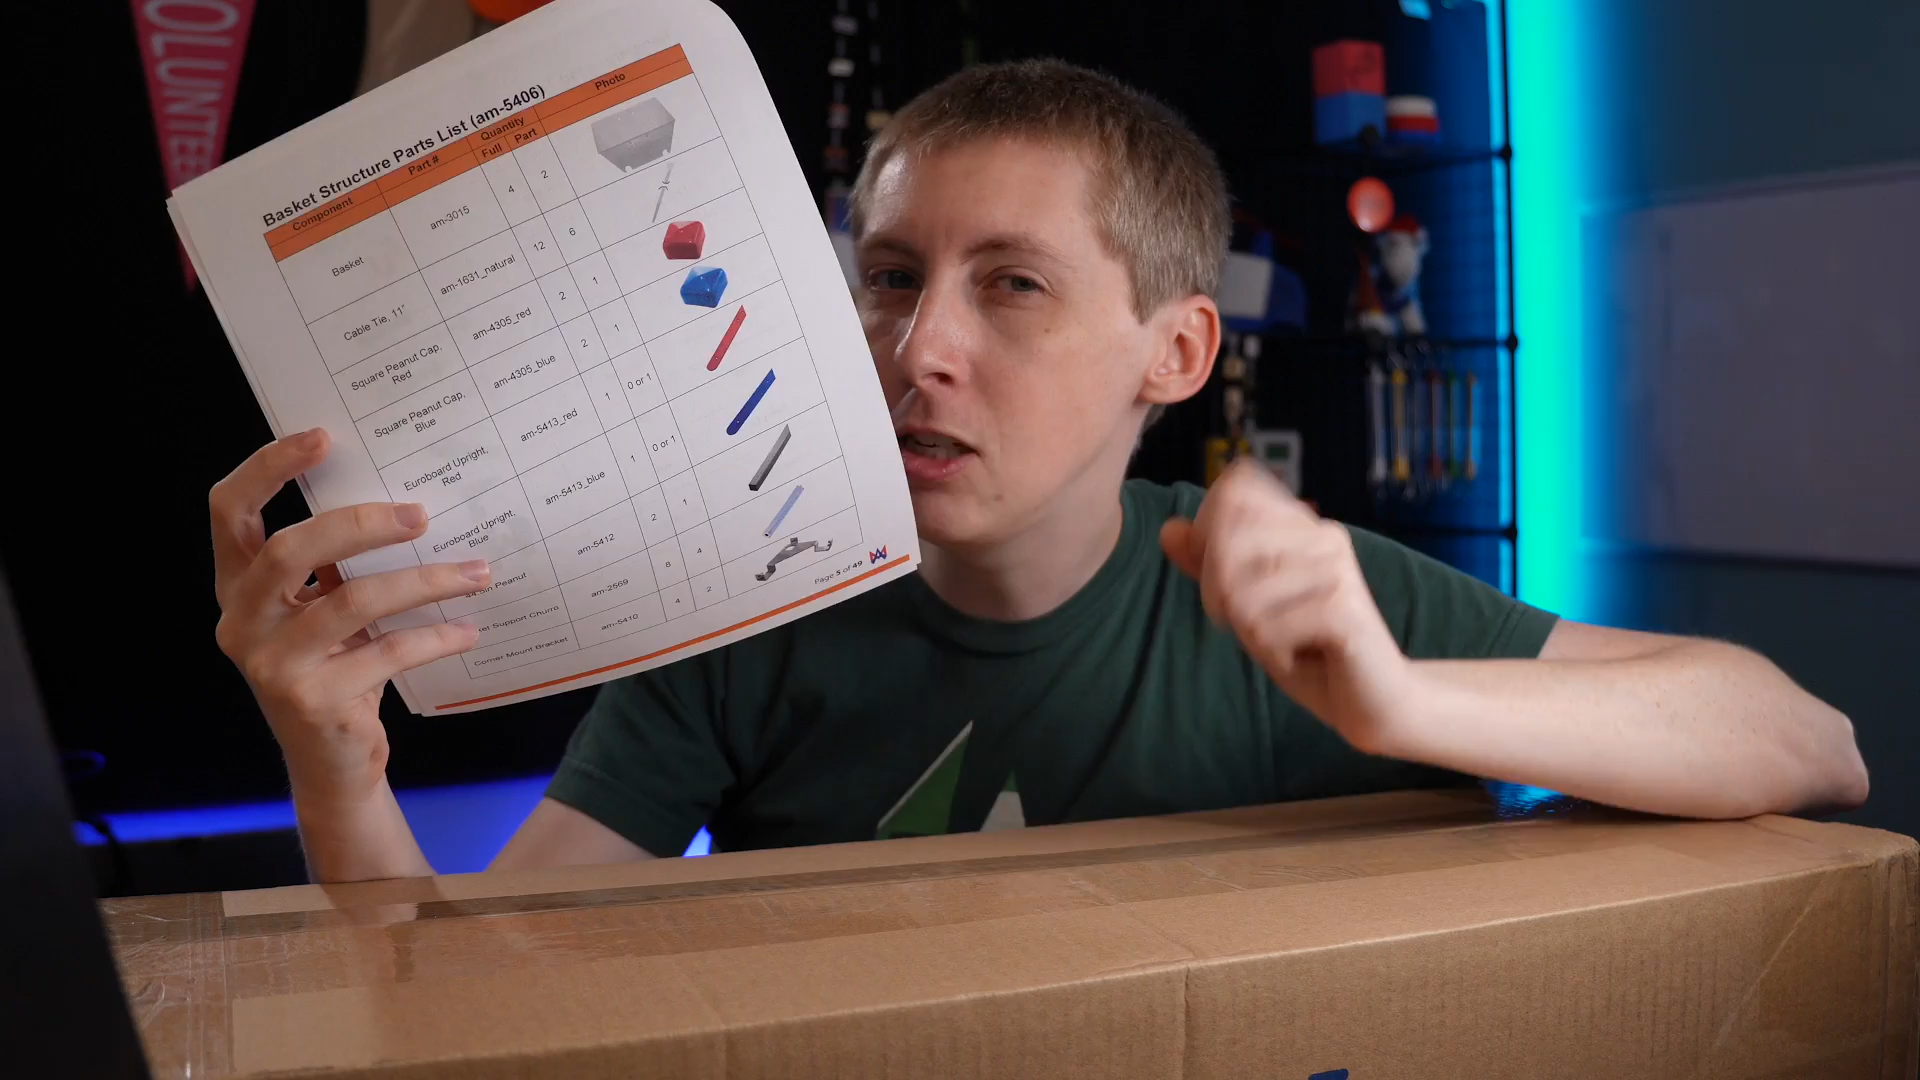 OLUNTEE
Basket Structure Parts List (am-5406)
Component Part # Quantity Photo
Full Part
Basket am-3015 4 2
Cable Tie, 11" am-1631_natural 12 6
Square Peanut Cap,
Red am-4305_red 2 1
Square Peanut Cap,
Blue am-4305_blue 2 1
Euroboard Upright,
Red am-5413_red 1 0 or 1
Euroboard Upright,
Blue am-5413_blue 1 0 or 1
Peanut am-5412 2 1
Support Churro am-2569 8 4
Corner Mount Bracket am-5410 4 2
Page 5 of 49